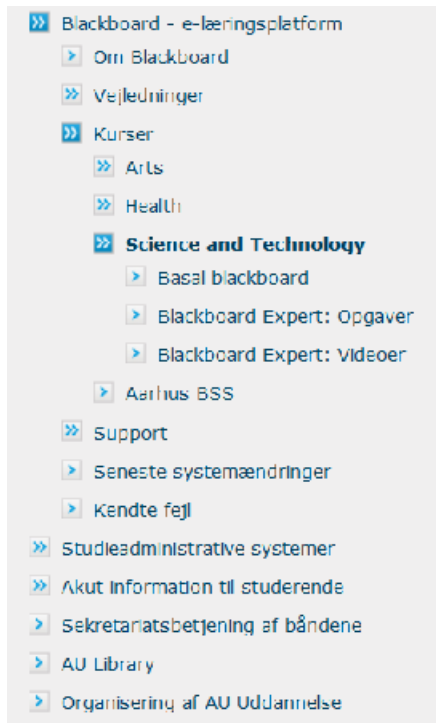 Blackboard - e-læringsplatform
Om Blackboard
Vejledninger
Kurser
Arts
Health
Science and Technology
Basal blackboard
Blackboard Expert: Opgaver
Blackboard Expert: Videoer
Aarhus BSS
Support
Seneste systemændringer
Kendte fejl
Studieadministrative systemer
Akut information til studerende
Sekretariatsbetjening af båndene
AU Library
Organisering af AU Uddannelse